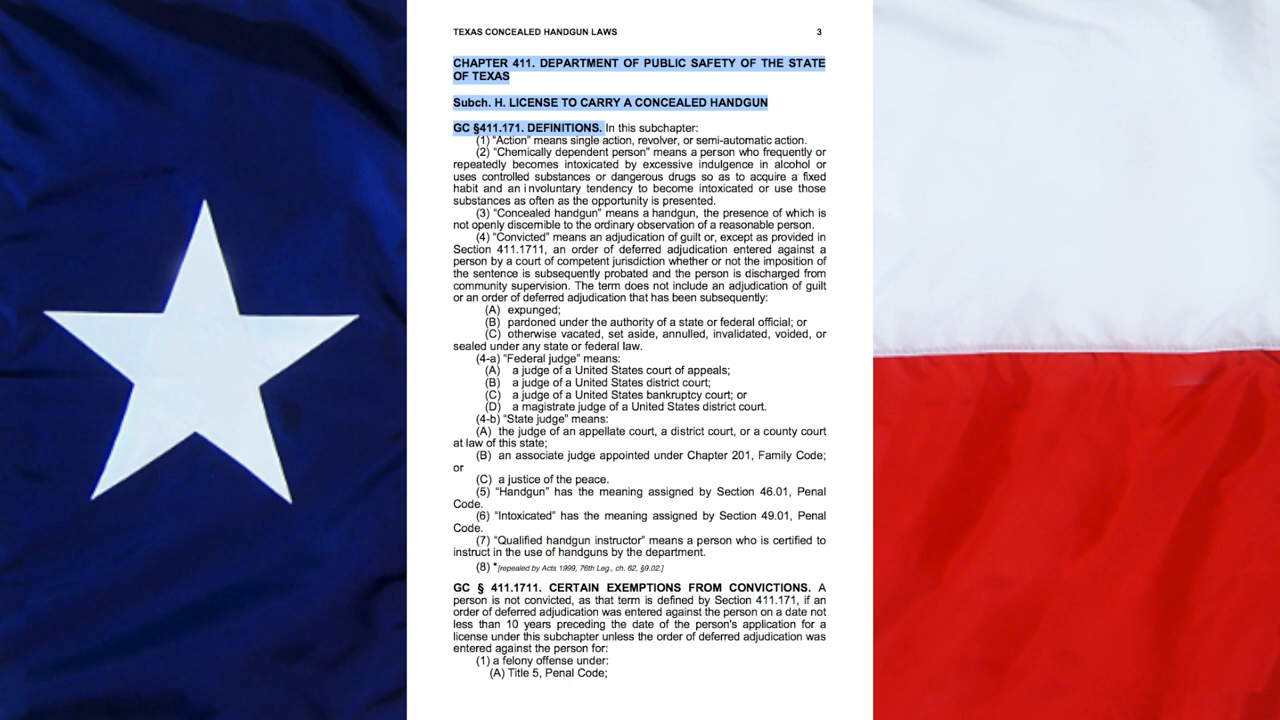 TEXAS CONCEALED HANDGUN LAWS 3
CHAPTER 411. DEPARTMENT OF PUBLIC SAFETY OF THE STATE
OF TEXAS
Subch. H. LICENSE TO CARRY A CONCEALED HANDGUN
GC §411.171. DEFINITIONS. In this subchapter:
(1) “Action” means single action, revolver, or semi-automatic action.
(2) “Chemically dependent person” means a person who frequently or
repeatedly becomes intoxicated by excessive indulgence in alcohol or
uses controlled substances or dangerous drugs so as to acquire a fixed
habit and an involuntary tendency to become intoxicated or use those
substances as often as the opportunity is presented.
(3) “Concealed handgun” means a handgun, the presence of which is
not openly discernible to the ordinary observation of a reasonable person.
(4) “Convicted” means an adjudication of guilt or, except as provided in
Section 411.1711, an order of deferred adjudication entered against a
person by a court of competent jurisdiction whether or not the imposition of
the sentence is subsequently probated and the person is discharged from
community supervision. The term does not include an adjudication of guilt
or an order of deferred adjudication that has been subsequently:
(A) expunged;
(B) pardoned under the authority of a state or federal official; or
(C) otherwise vacated, set aside, annulled, invalidated, voided, or
sealed under any state or federal law.
(4-a) “Federal judge” means:
(A) a judge of a United States court of appeals;
(B) a judge of a United States district court;
(C) a judge of a United States bankruptcy court; or
(D) a magistrate judge of a United States district court.
(4-b) “State judge” means:
(A) the judge of an appellate court, a district court, or a county court
at law of this state;
(B) an associate judge appointed under Chapter 201, Family Code;
or
(C) a justice of the peace.
(5) “Handgun” has the meaning assigned by Section 46.01, Penal
Code.
(6) “Intoxicated” has the meaning assigned by Section 49.01, Penal
Code.
(7) “Qualified handgun instructor” means a person who is certified to
instruct in the use of handguns by the department.
(8) *[repealed by Acts 1999, 76th Leg., ch. 62, §9.02.]
GC § 411.1711. CERTAIN EXEMPTIONS FROM CONVICTIONS. A
person is not convicted, as that term is defined by Section 411.171, if an
order of deferred adjudication was entered against the person on a date not
less than 10 years preceding the date of the person's application for a
license under this subchapter unless the order of deferred adjudication was
entered against the person for:
(1) a felony offense under:
(A) Title 5, Penal Code;